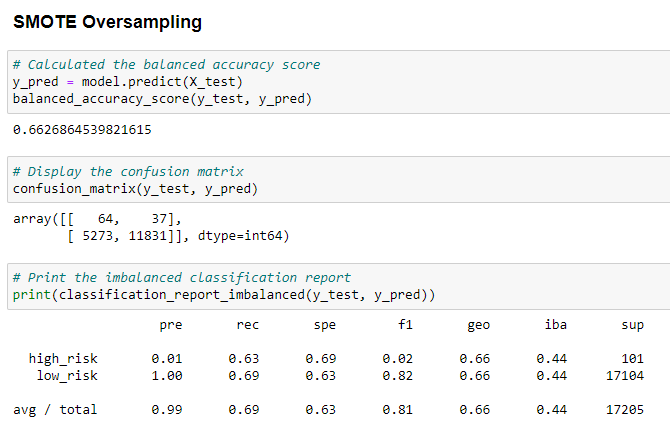 SMOTE Oversampling
# Calculated the balanced accuracy score
y_pred = model.predict(X_test)
balanced_accuracy_score(y_test, y_pred)
0.6626864539821615
# Display the confusion matrix
confusion_matrix(y_test, y_pred)
array([[   64,    37],
       [ 5273, 11831]], dtype=int64)
# Print the imbalanced classification report
print(classification_report_imbalanced(y_test, y_pred))
                   pre       rec       spe        f1       geo       iba       sup
  high_risk       0.01      0.63      0.69      0.02      0.66      0.44       101
   low_risk       1.00      0.69      0.63      0.82      0.66      0.44     17104
avg / total       0.99      0.69      0.63      0.81      0.66      0.44     17205